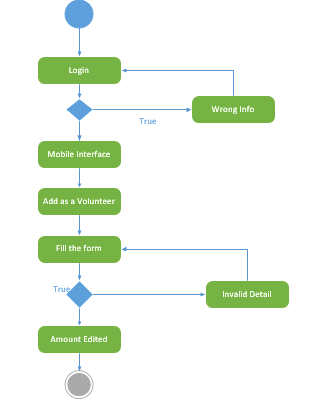 Login
Wrong Info
True
Mobile Interface
Add as a Volunteer
Fill the form
True
Invalid Detail
Amount Edited